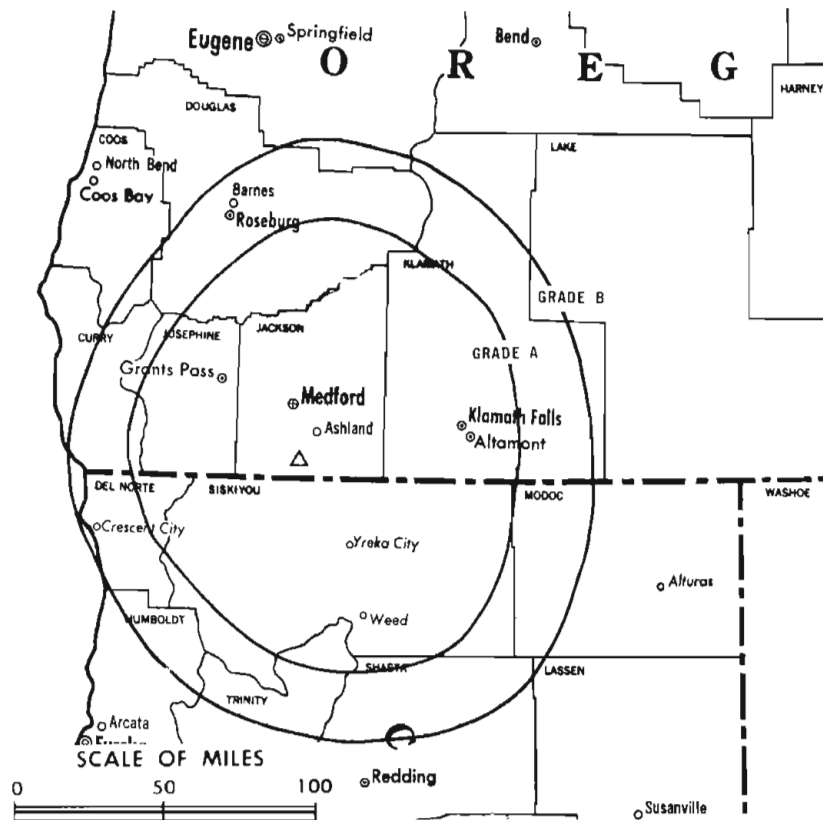 Eugene Springfield Bend
O R E G
HARNEY
DOUGLAS
COOS LAKE
North Bend
Coos Bay
Barnes
Roseburg
KLAMATH
GRADE B
CURRY JOSEPHINE JACKSON
GRADE A
Grants Pass
Medford
Klamath Falls
Ashland
Altamont
DEL NORTE SISKIYOU MODOC WASHOE
Crescent City
Yreka City
Alturas
HUMBOLDT Weed
SHASTA LASSEN
TRINITY
Arcata
C
SCALE OF MILES
Redding
0 50 100
Susanville